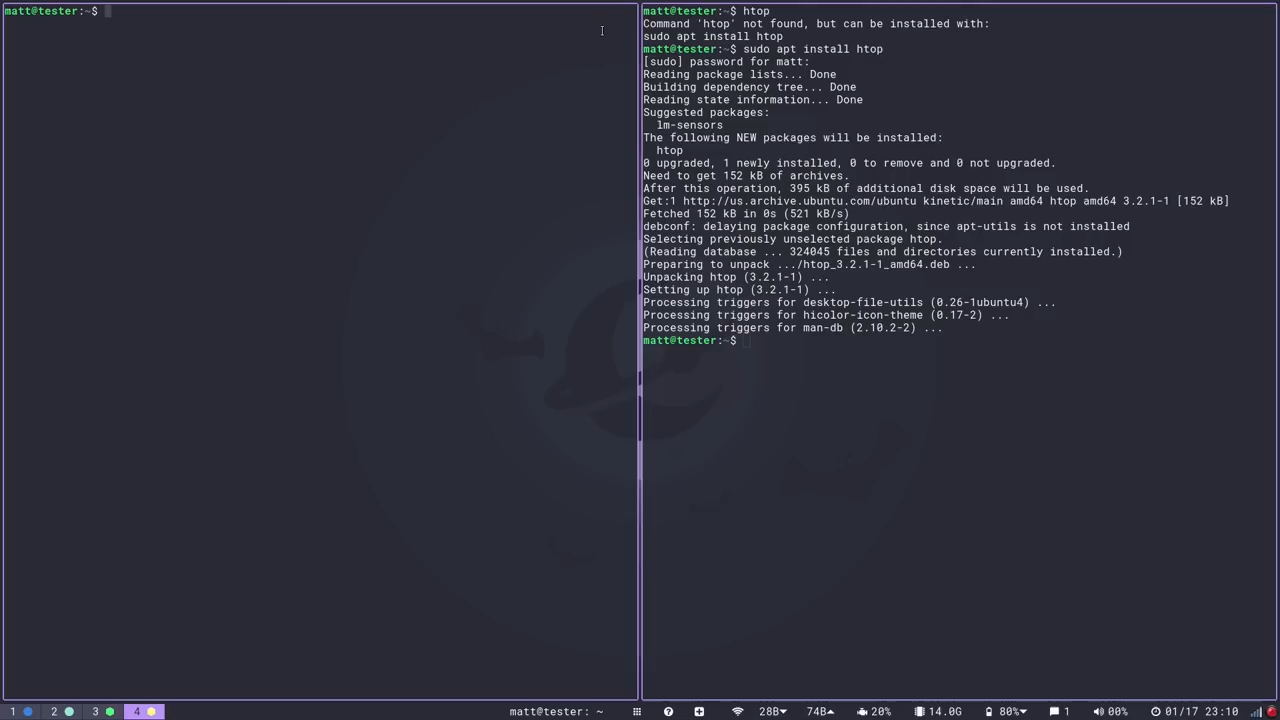 matt@tester:~$
matt@tester:~$ htop
Command 'htop' not found, but can be installed with:
sudo apt install htop
matt@tester:~$ sudo apt install htop
[sudo] password for matt:
Reading package lists... Done
Building dependency tree... Done
Reading state information... Done
Suggested packages:
  lm-sensors
The following NEW packages will be installed:
  htop
0 upgraded, 1 newly installed, 0 to remove and 0 not upgraded.
Need to get 152 kB of archives.
After this operation, 395 kB of additional disk space will be used.
Get:1 http://us.archive.ubuntu.com/ubuntu kinetic/main amd64 htop amd64 3.2.1-1 [152 kB]
Fetched 152 kB in 0s (521 kB/s)
debconf: delaying package configuration, since apt-utils is not installed
Selecting previously unselected package htop.
(Reading database ... 324045 files and directories currently installed.)
Preparing to unpack .../htop_3.2.1-1_amd64.deb ...
Unpacking htop (3.2.1-1) ...
Setting up htop (3.2.1-1) ...
Processing triggers for desktop-file-utils (0.26-1ubuntu4) ...
Processing triggers for hicolor-icon-theme (0.17-2) ...
Processing triggers for man-db (2.10.2-2) ...
matt@tester:~$
1 2 3 4 matt@tester: ~ 28B 74B 20% 14.0G 80% 1 00% 01/17 23:10